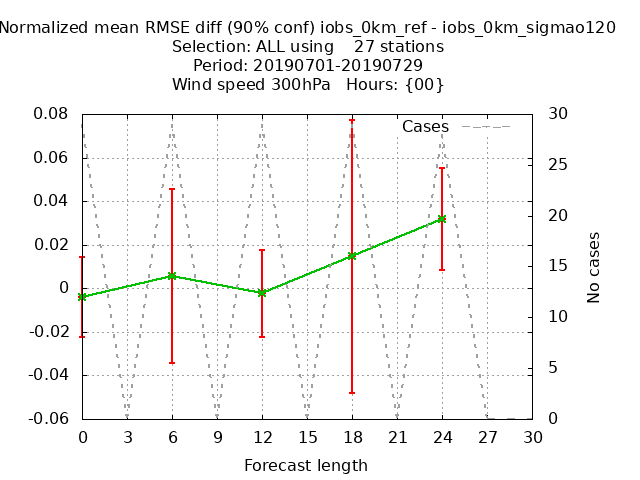 Normalized mean RMSE diff (90% conf) iobs_0km_ref - iobs_0km_sigmao120
Selection: ALL using 27 stations
Period: 20190701-20190729
Wind speed 300hPa Hours: {00}
0.08
0.06
0.04
0.02
0
-0.02
-0.04
-0.06
30
25
20
15
10
5
0
Cases
No cases
0 3 6 9 12 15 18 21 24 27 30
Forecast length